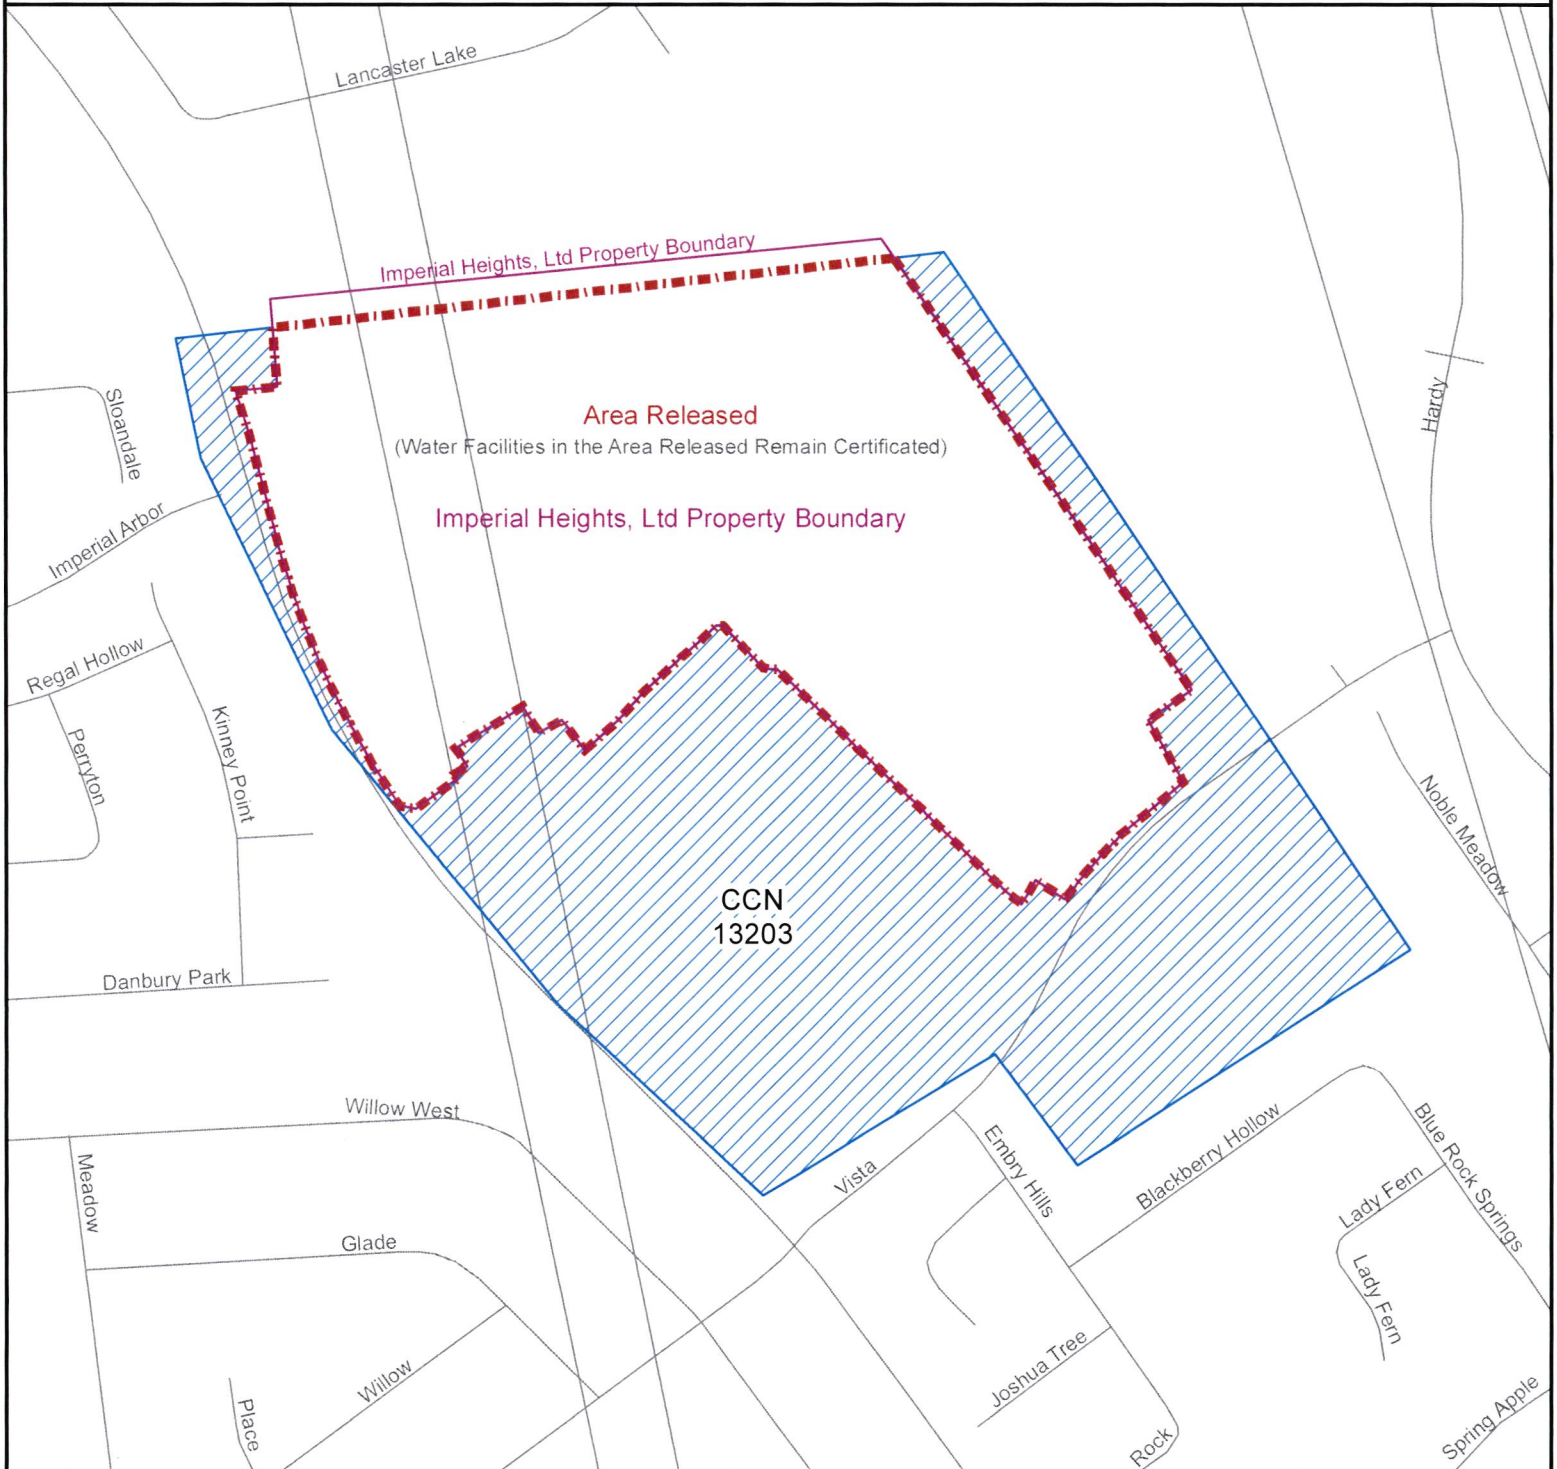 Lancaster Lake
Imperial Heights, Ltd Property Boundary
Sloandale
Hardy
Area Released
(Water Facilities in the Area Released Remain Certificated)
Imperial Heights, Ltd Property Boundary
Imperial Arbor
Regal Hollow
Kinney Point
Perryton
Noble Meadow
CCN
13203
Danbury Park
Willow West
Meadow
Vista
Embry Hills
Blackberry Hollow
Blue Rock Springs
Lady Fern
Glade
Lady Fern
Willow
Joshua Tree
Place
Rock
Spring Apple